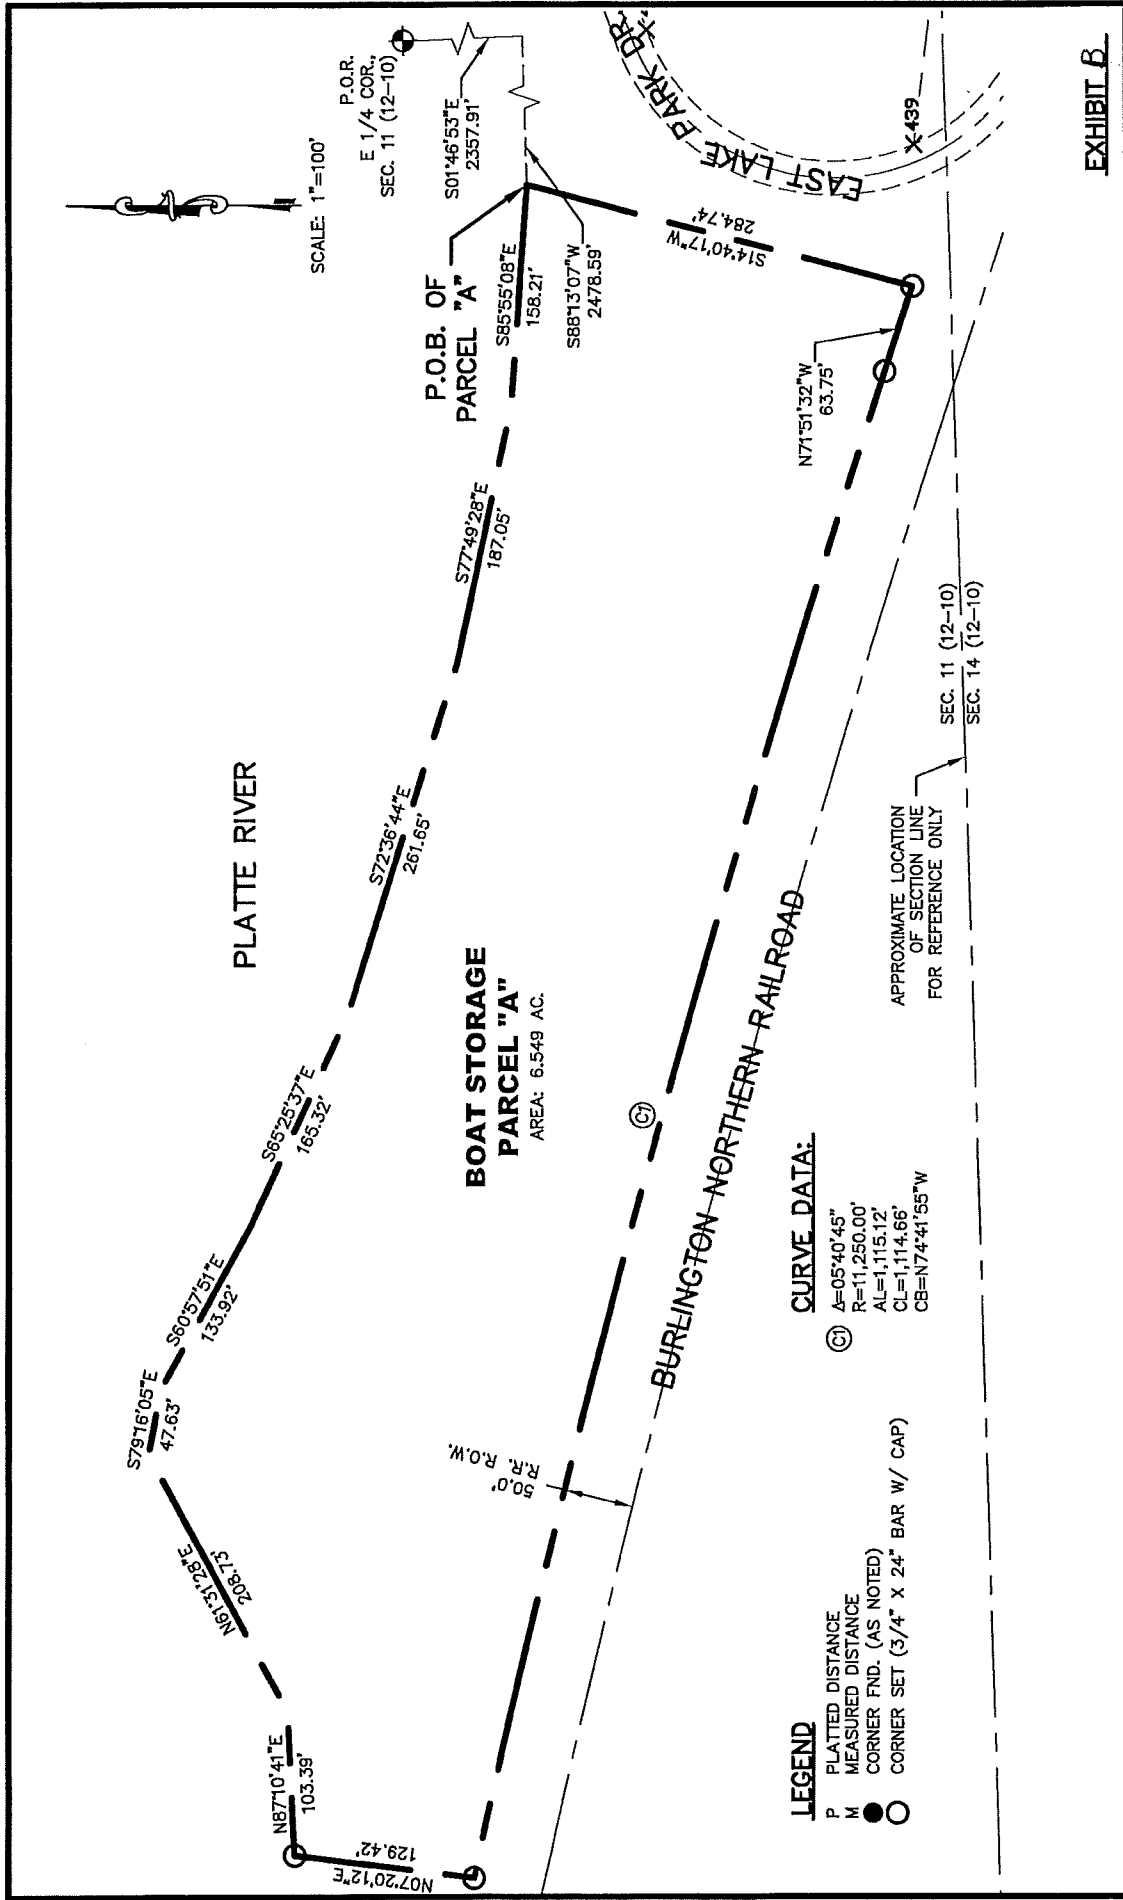 PLATTE RIVER
SCALE: 1"=100'
P.O.R.
E 1/4 COR.,
SEC. 11 (12-10)
S01°46'53"E
2357.91'
P.O.B. OF
PARCEL "A"
S88°13'07"W
2478.59'
N07°20'12"E
129.42'
N87°10'41"E
103.39'
N61°31'28"E
208.73'
S79°16'05"E
47.63'
S60°57'51"E
133.92'
S65°25'37"E
165.32'
S72°36'44"E
261.65'
S77°49'28"E
187.05'
S85°55'08"E
158.21'
S14°40'17"W
284.74'
N71°51'32"W
63.75'
BOAT STORAGE
PARCEL "A"
AREA: 6.549 AC.
C1
50.0'
R.R. R.O.W.
BURLINGTON NORTHERN RAILROAD
EAST LAKE PARK DR.
439
APPROXIMATE LOCATION
OF SECTION LINE
FOR REFERENCE ONLY
SEC. 11 (12-10)
SEC. 14 (12-10)
LEGEND
P PLATTED DISTANCE
M MEASURED DISTANCE
CORNER FND. (AS NOTED)
CORNER SET (3/4" X 24" BAR W/ CAP)
CURVE DATA:
C1 Δ=05°40'45"
R=11,250.00'
AL=1,115.12'
CL=1,114.66'
CB=N74°41'55"W
EXHIBIT B